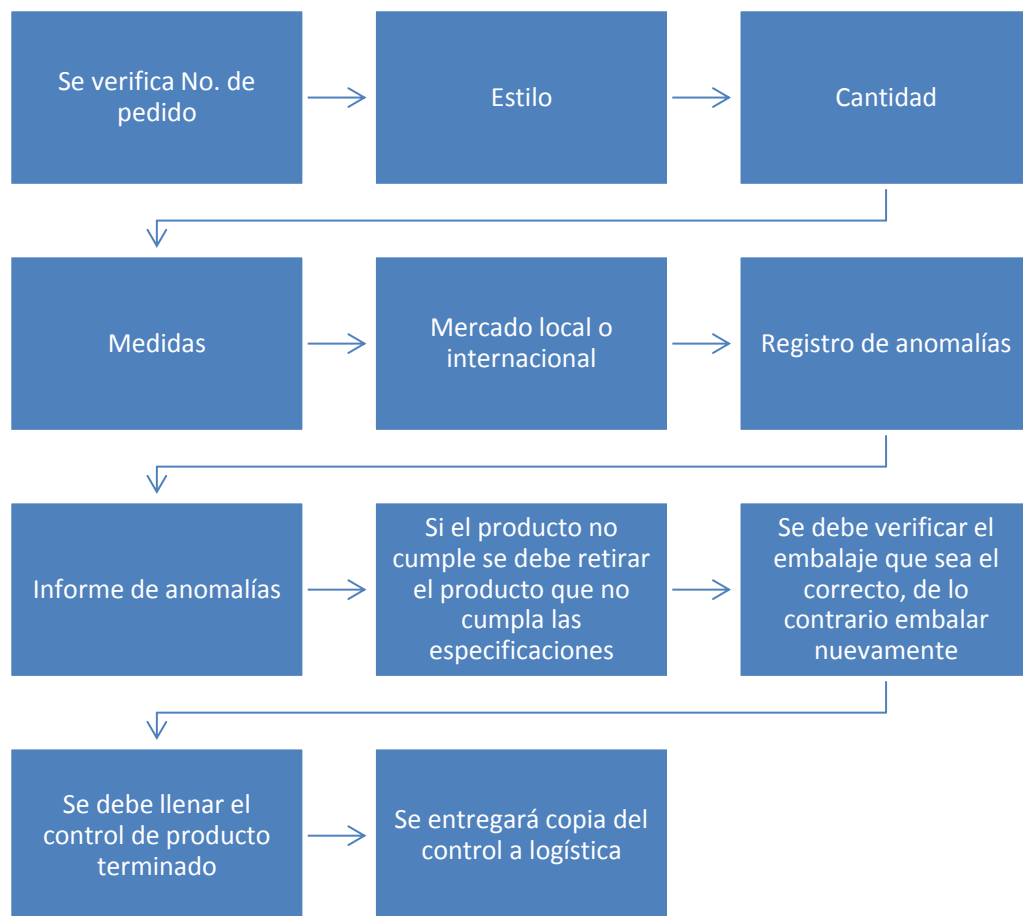 Se verifica No. de
pedido
Estilo
Cantidad
Medidas
Mercado local o
internacional
Registro de anomalías
Informe de anomalías
Si el producto no
cumple se debe retirar
el producto que no
cumpla las
especificaciones
Se debe verificar el
embalaje que sea el
correcto, de lo
contrario embalar
nuevamente
Se debe llenar el
control de producto
terminado
Se entregará copia del
control a logística